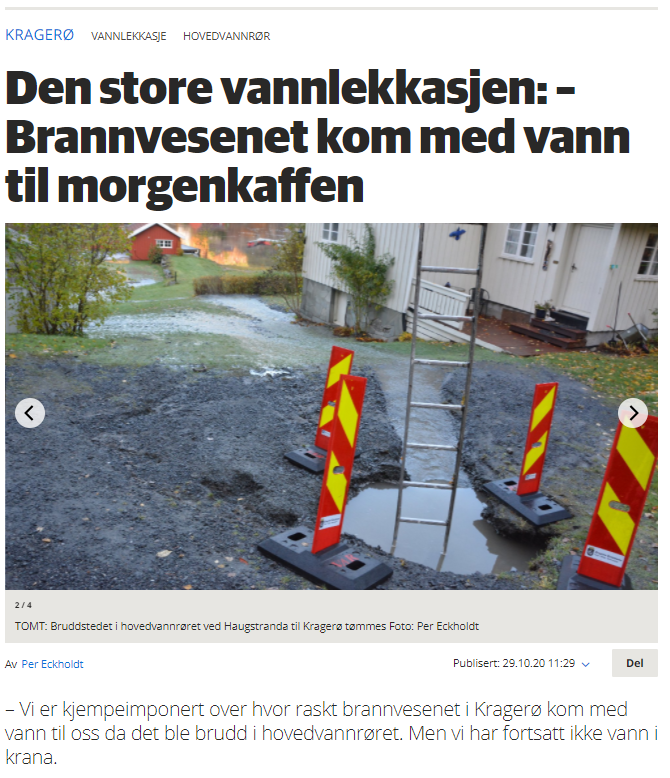 KRAGERØ VANNLEKKASJE HOVEDVANNRØR
Den store vannlekkasjen: –
Brannvesenet kom med vann
til morgenkaffen
2 / 4
TOMT: Bruddstedet i hovedvannrøret ved Haugstranda til Kragerø tømmes Foto: Per Eckholdt
Av Per Eckholdt
Publisert: 29.10.20 11:29
Del
– Vi er kjempeimponert over hvor raskt brannvesenet i Kragerø kom med
vann til oss da det ble brudd i hovedvannrøret. Men vi har fortsatt ikke vann i
krana.